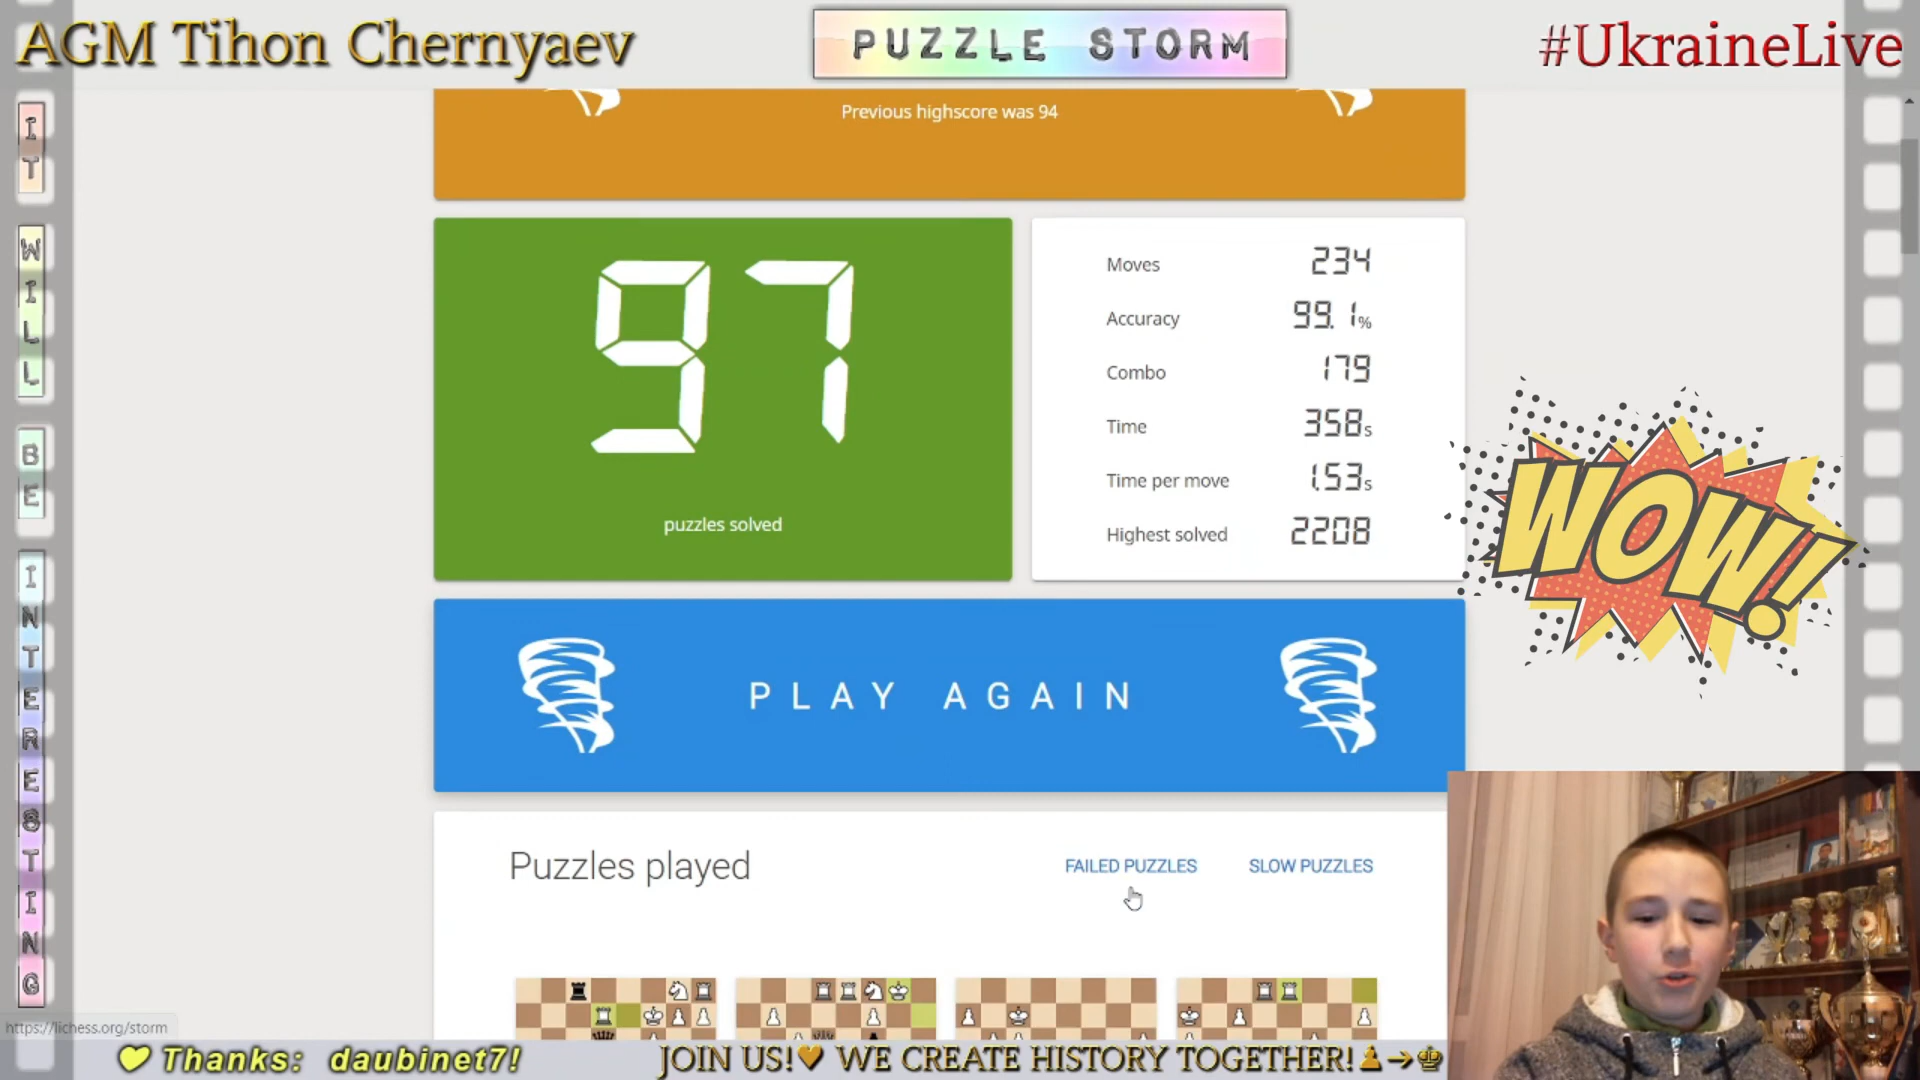 AGM Tihon Chernyaev
PUZZLE STORM
#UkraineLive
IT WILL BE INTERESTING
Previous highscore was 94
97
puzzles solved
Moves 234
Accuracy 99.1%
Combo 179
Time 358s
Time per move 1.53s
Highest solved 2208
WOW!
PLAY AGAIN
Puzzles played
FAILED PUZZLES
SLOW PUZZLES
https://lichess.org/storm
Thanks: daubinet7!
JOIN US! WE CREATE HISTORY TOGETHER!